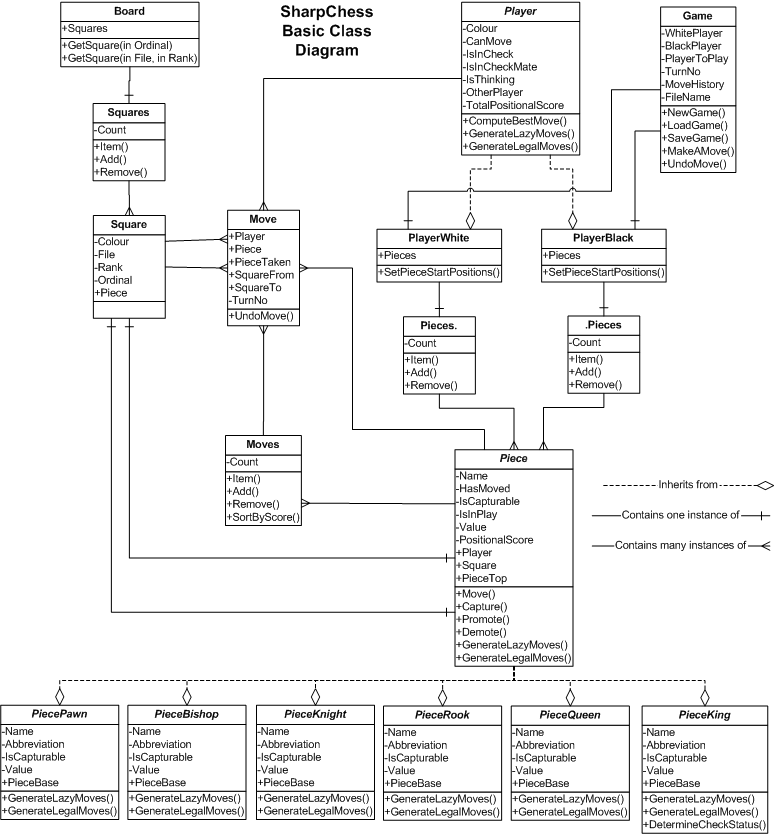 SharpChess
Basic Class
Diagram
Board
+Squares
+GetSquare(in Ordinal)
+GetSquare(in File, in Rank)
Player
-Colour
-CanMove
-IsInCheck
-IsInCheckMate
-IsThinking
-OtherPlayer
-TotalPositionalScore
+ComputeBestMove()
+GenerateLazyMoves()
+GenerateLegalMoves()
Game
-WhitePlayer
-BlackPlayer
-PlayerToPlay
-TurnNo
-MoveHistory
-FileName
+NewGame()
+LoadGame()
+SaveGame()
+MakeAMove()
+UndoMove()
Squares
-Count
+Item()
+Add()
+Remove()
Square
-Colour
-File
-Rank
-Ordinal
+Piece
Move
+Player
+Piece
+PieceTaken
+SquareFrom
+SquareTo
-TurnNo
+UndoMove()
PlayerWhite
+Pieces
+SetPieceStartPositions()
PlayerBlack
+Pieces
+SetPieceStartPositions()
Pieces.
-Count
+Item()
+Add()
+Remove()
.Pieces
-Count
+Item()
+Add()
+Remove()
Moves
-Count
+Item()
+Add()
+Remove()
+SortByScore()
Piece
-Name
-HasMoved
-IsCapturable
-IsInPlay
-Value
-PositionalScore
+Player
+Square
+PieceTop
+Move()
+Capture()
+Promote()
+Demote()
+GenerateLazyMoves()
+GenerateLegalMoves()
Inherits from
Contains one instance of
Contains many instances of
PiecePawn
-Name
-Abbreviation
-IsCapturable
-Value
+PieceBase
+GenerateLazyMoves()
+GenerateLegalMoves()
PieceBishop
-Name
-Abbreviation
-IsCapturable
-Value
+PieceBase
+GenerateLazyMoves()
+GenerateLegalMoves()
PieceKnight
-Name
-Abbreviation
-IsCapturable
-Value
+PieceBase
+GenerateLazyMoves()
+GenerateLegalMoves()
PieceRook
-Name
-Abbreviation
-IsCapturable
-Value
+PieceBase
+GenerateLazyMoves()
+GenerateLegalMoves()
PieceQueen
-Name
-Abbreviation
-IsCapturable
-Value
+PieceBase
+GenerateLazyMoves()
+GenerateLegalMoves()
PieceKing
-Name
-Abbreviation
-IsCapturable
-Value
+PieceBase
+GenerateLazyMoves()
+GenerateLegalMoves()
+DetermineCheckStatus()